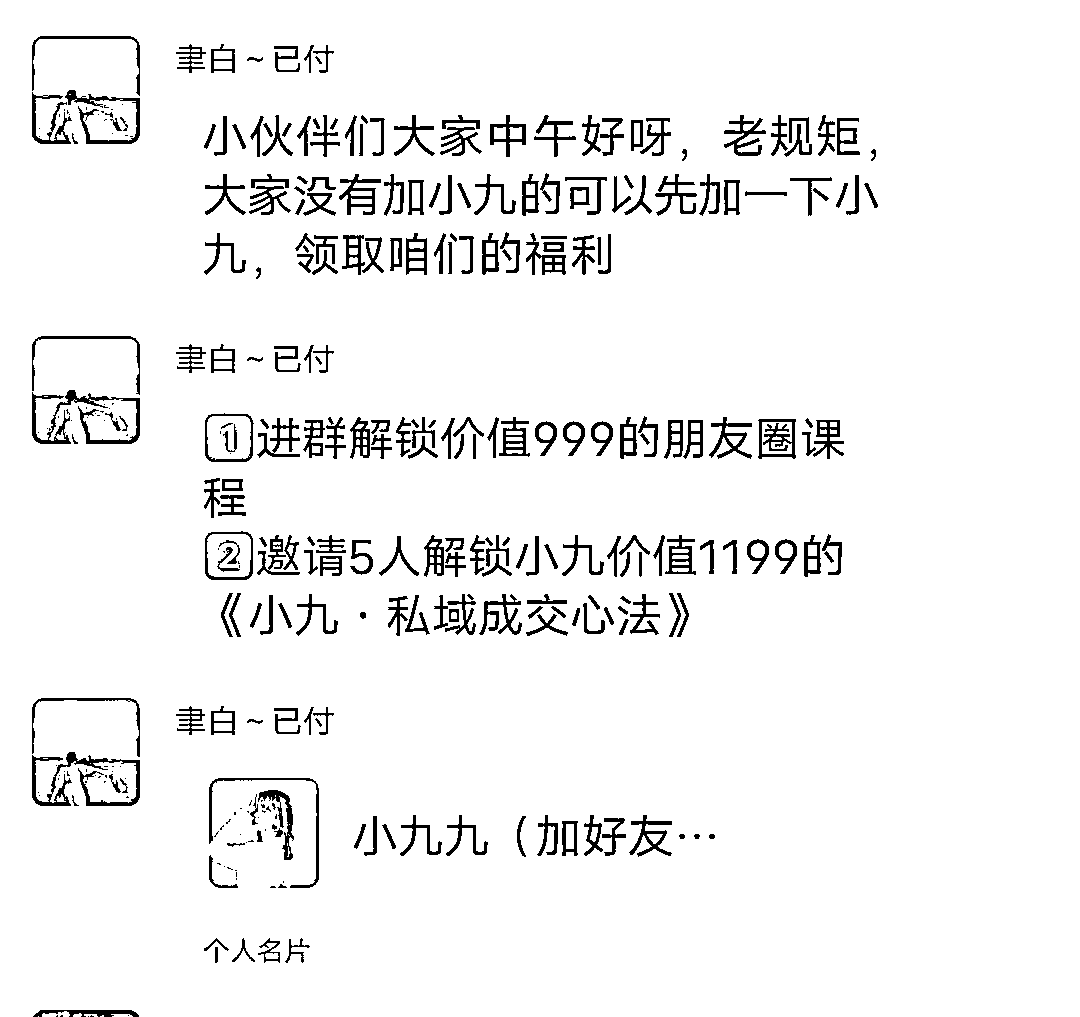 聿白~已付
小伙伴们大家中午好呀，老规矩，
大家没有加小九的可以先加一下小
九，领取咱们的福利
聿白~已付
1️⃣进群解锁价值999的朋友圈课
程
2️⃣邀请5人解锁小九价值1199的
《小九·私域成交心法》
聿白~已付
小九九（加好友…
个人名片